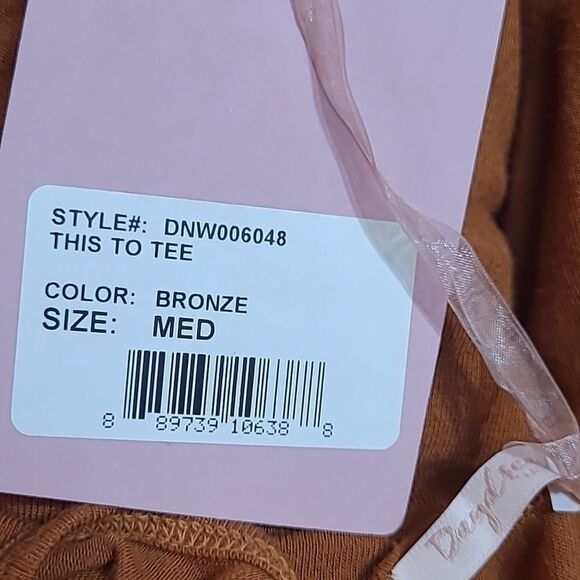 STYLE#: DNW006048
THIS TO TEE
COLOR: BRONZE
SIZE: MED
8 89739 10638 8